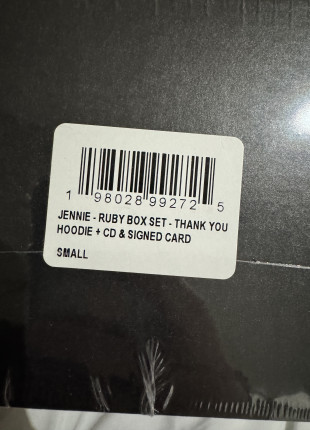 1 98028 99272 5
JENNIE - RUBY BOX SET - THANK YOU
HOODIE + CD & SIGNED CARD
SMALL